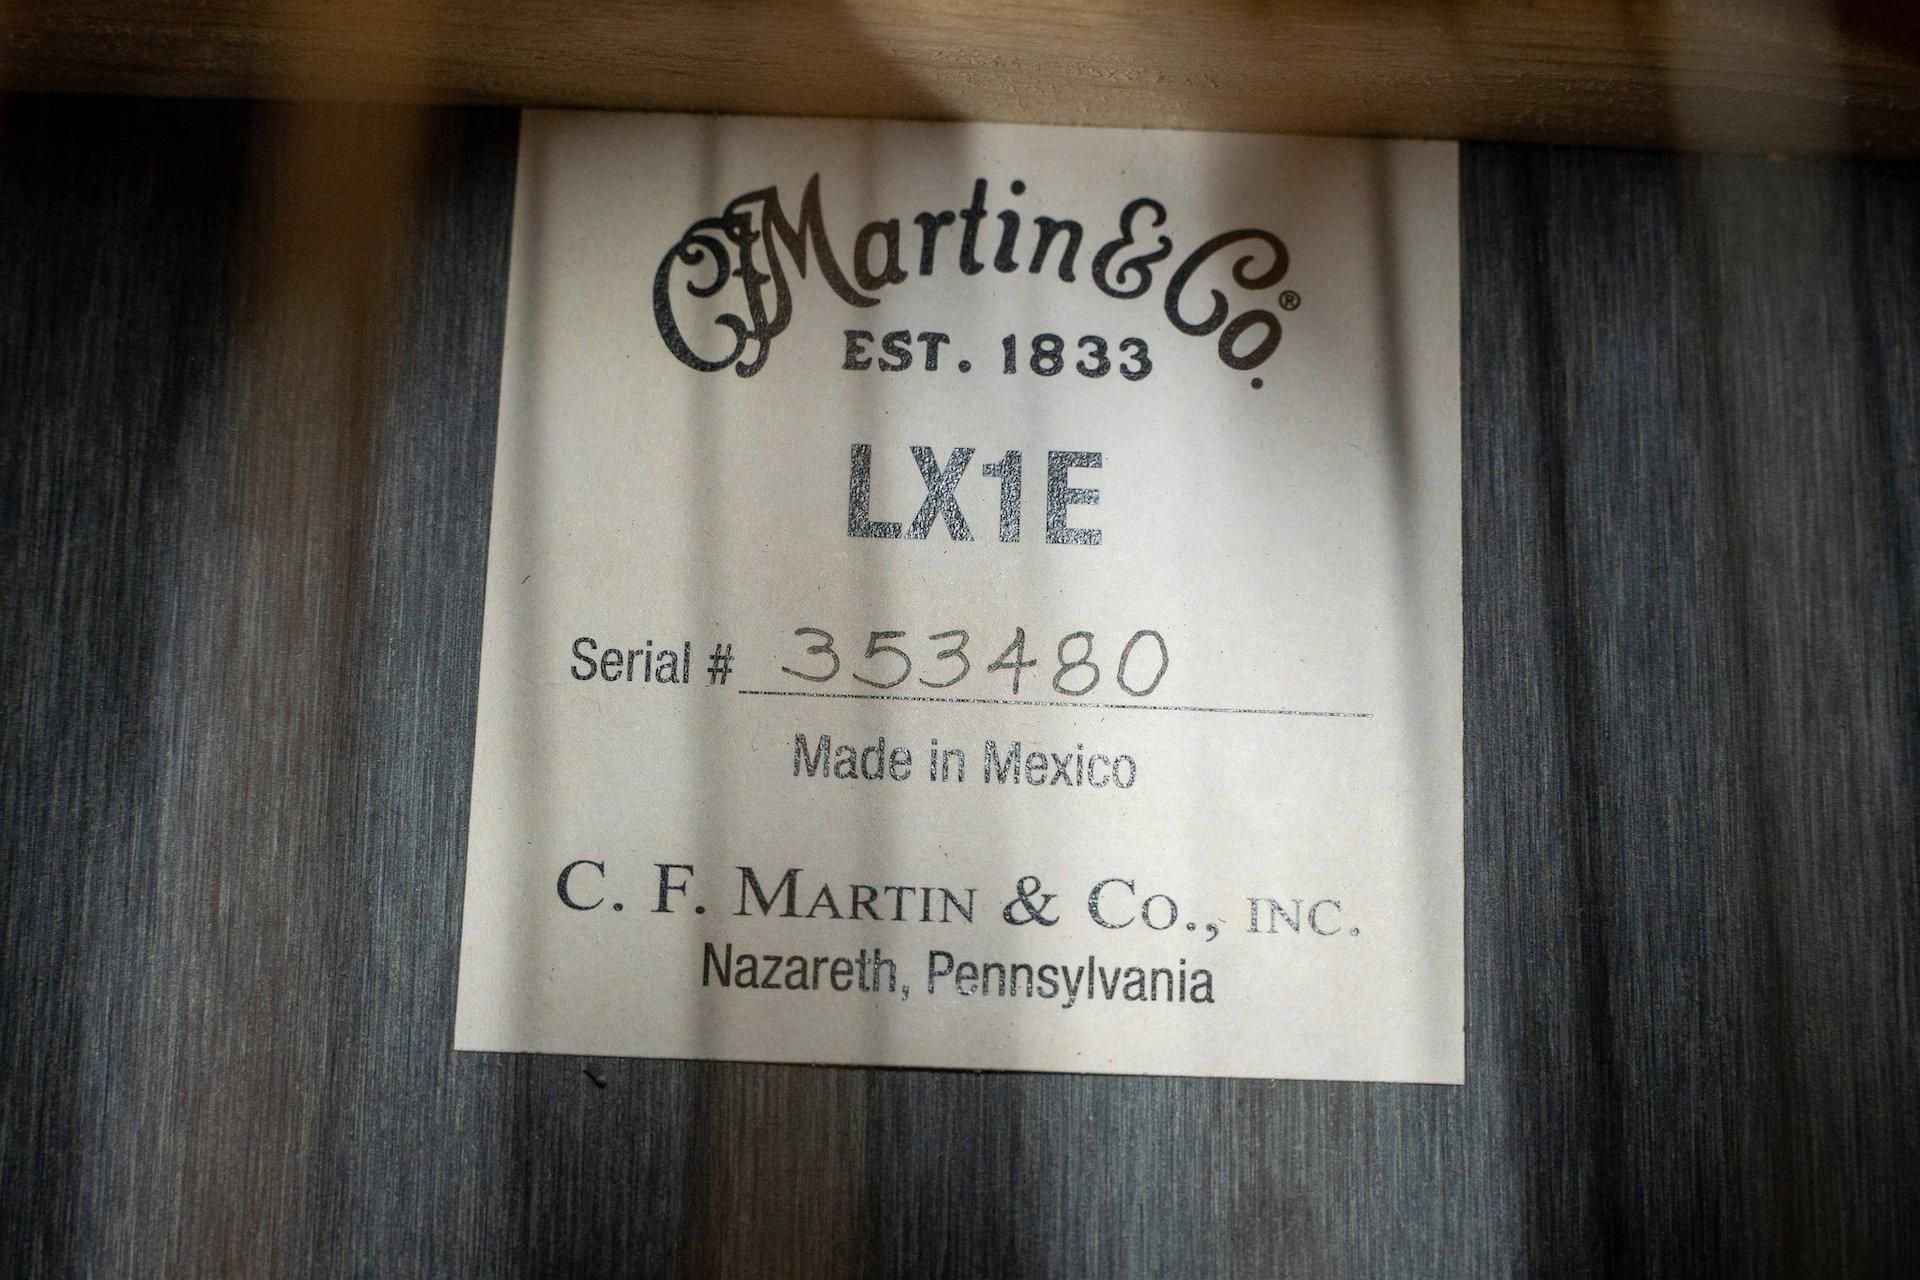 CFMartin & Co.®
EST. 1833
LX1E
Serial # 353480
Made in Mexico
C. F. MARTIN & CO., INC.
Nazareth, Pennsylvania